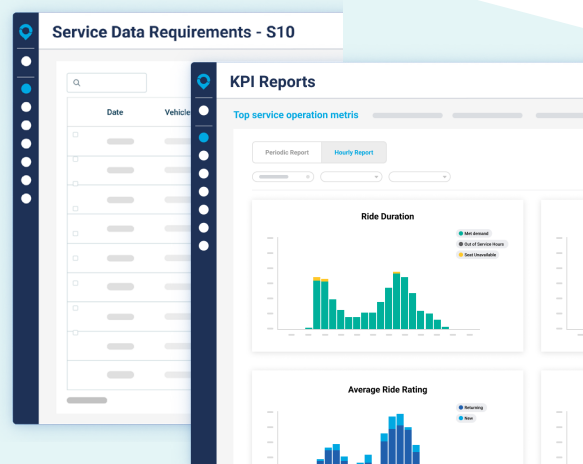 Service Data Requirements - S10
Date
Vehicle
KPI Reports
Top service operation metris
Periodic Report
Hourly Report
Ride Duration
Met demand
Out of Service Hours
Seat Unavailable
Average Ride Rating
Returning
New